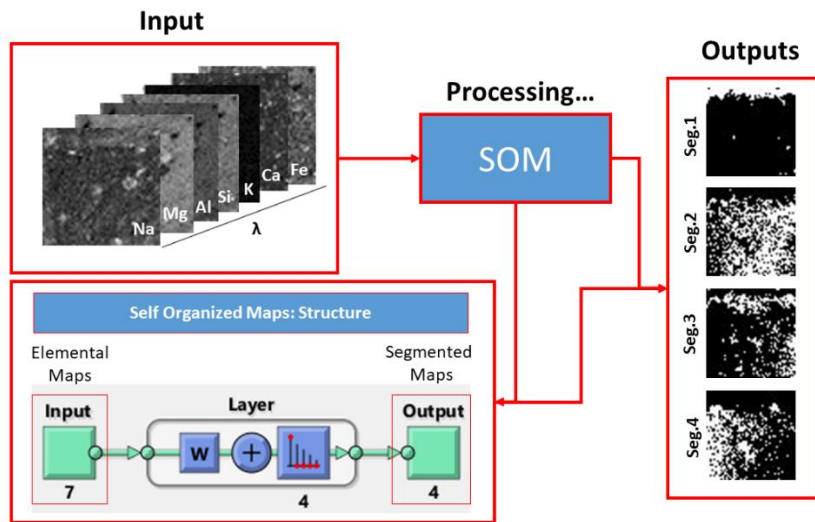 Input
Na
Mg
Al
Si
K
Ca
Fe
λ
Processing...
SOM
Outputs
Seg.1
Seg.2
Seg.3
Seg.4
Self Organized Maps: Structure
Elemental
Maps
Segmented
Maps
Input
7
Layer
W
+
4
Output
4